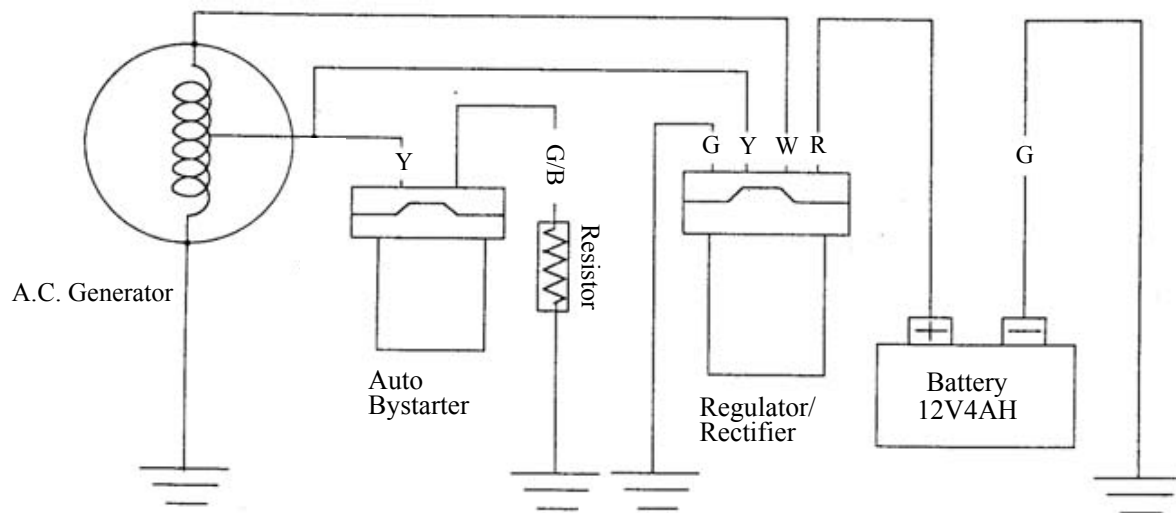 G Y W R
Y
G/B
G
Resistor
A.C. Generator
Auto
Bystarter
Regulator/
Rectifier
+
−
Battery
12V4AH